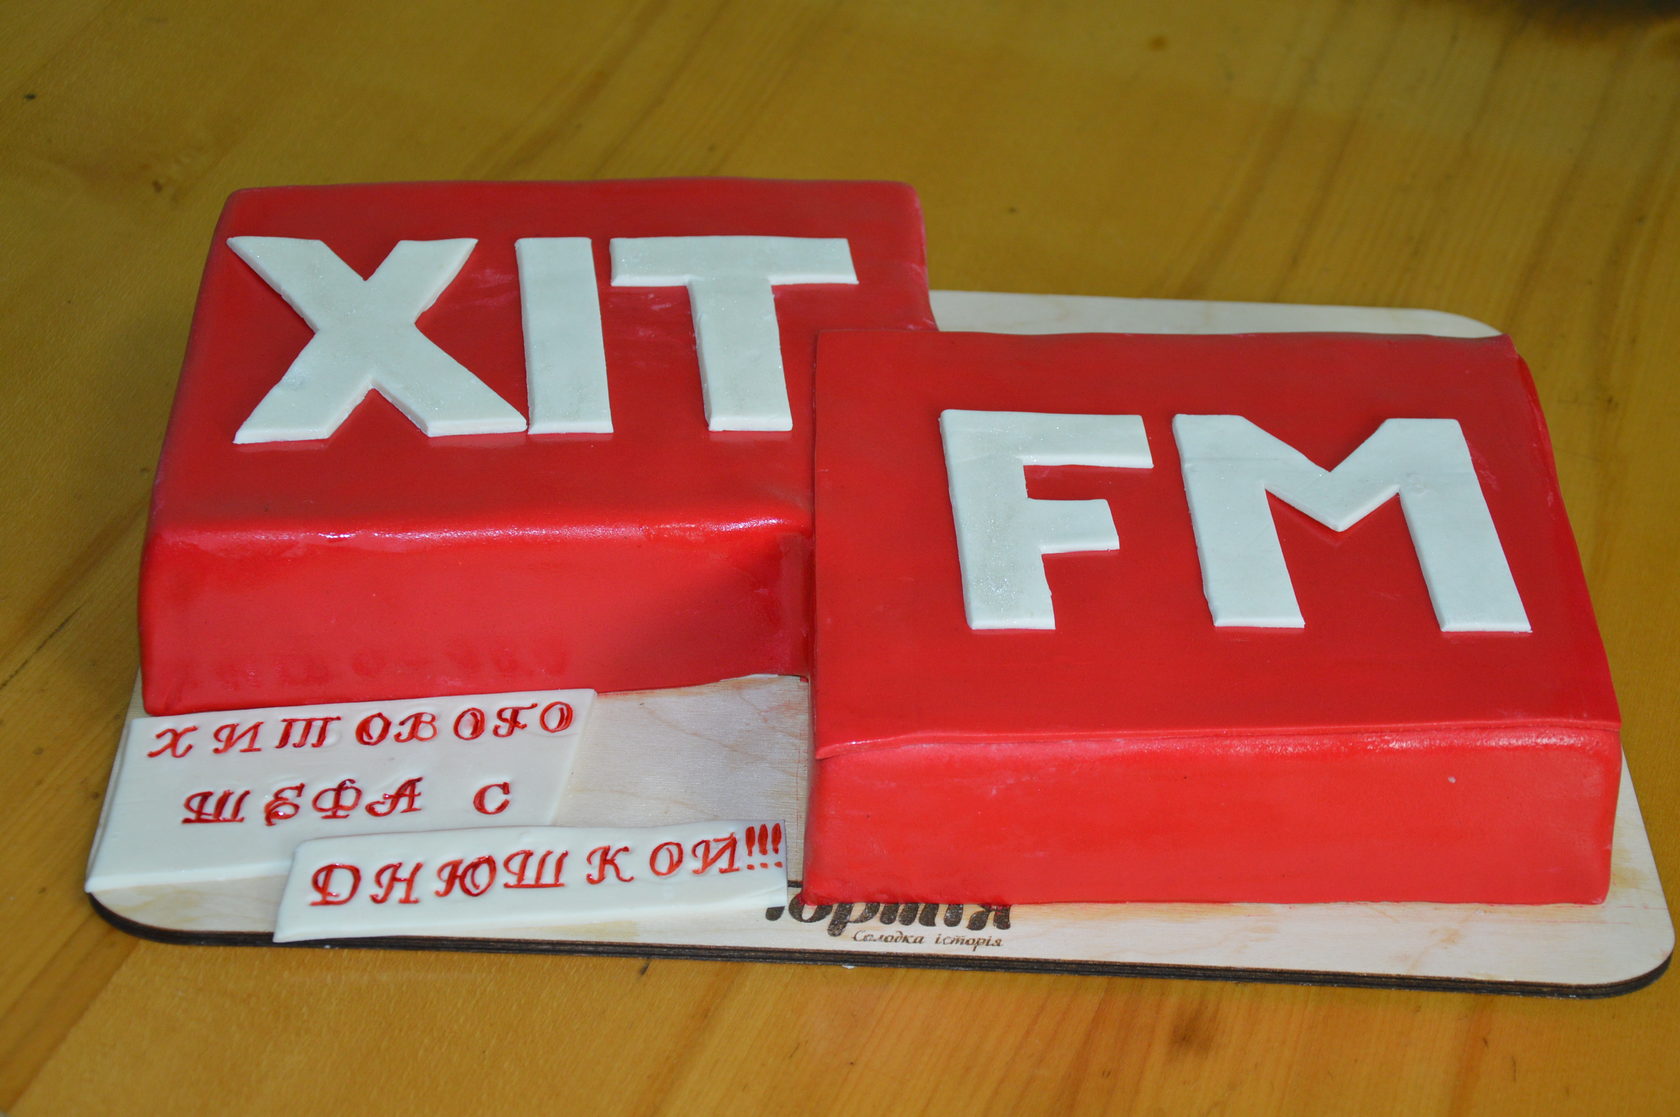 ХІТ
FM
ХИТОВОГО
ШЕФА С
ДНЮШКОЙ!!!
Солодка історія